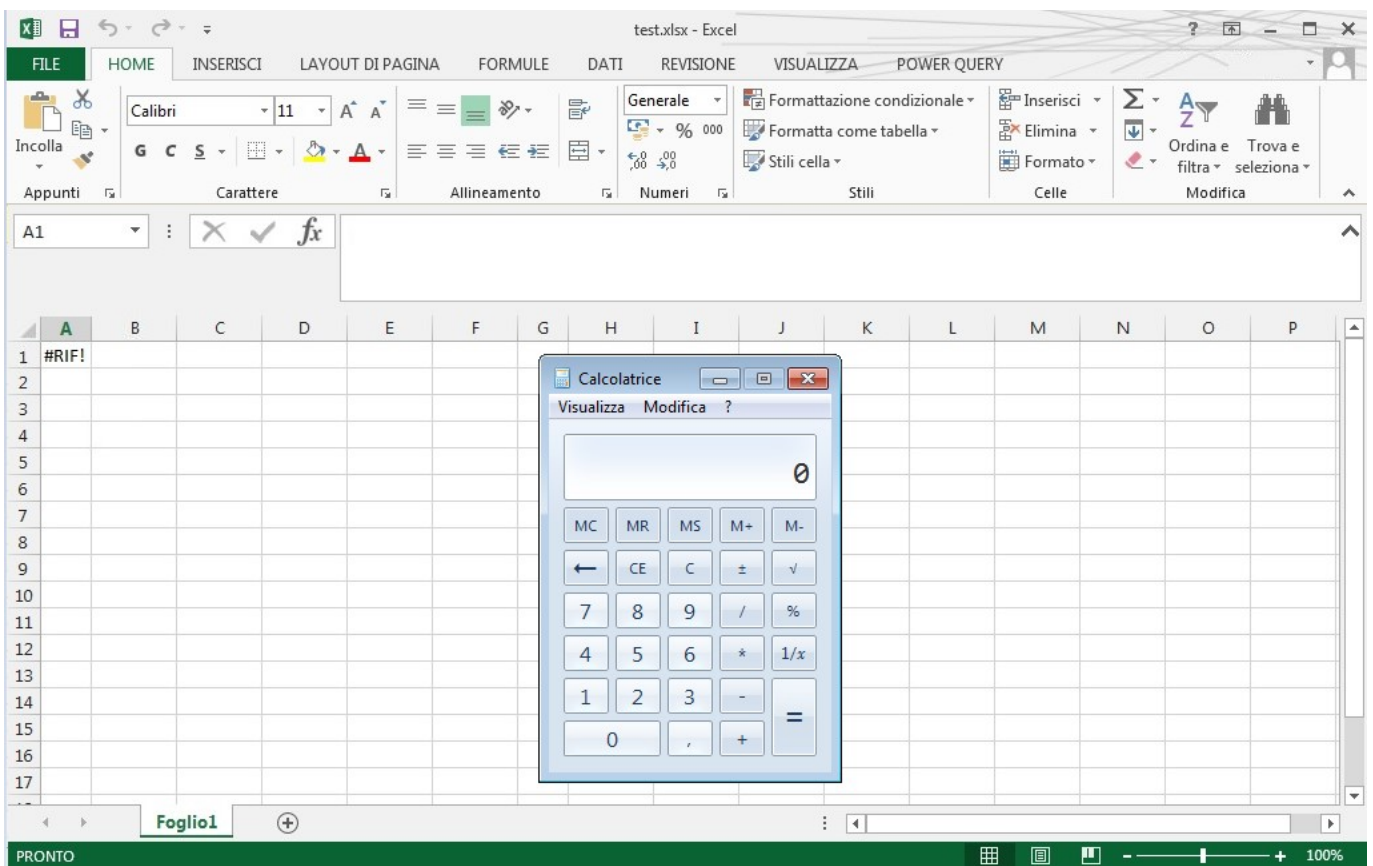 test.xlsx - Excel
FILE HOME INSERISCI LAYOUT DI PAGINA FORMULE DATI REVISIONE VISUALIZZA POWER QUERY
Incolla
Calibri 11
G C S
Generale
% 000
Formattazione condizionale
Formatta come tabella
Stili cella
Inserisci
Elimina
Formato
Ordina e filtra
Trova e seleziona
Appunti Carattere Allineamento Numeri Stili Celle Modifica
A1 fx
A B C D E F G H I J K L M N O P
1 #RIF!
2
3
4
5
6
7
8
9
10
11
12
13
14
15
16
17
Calcolatrice
Visualizza Modifica ?
0
MC MR MS M+ M-
← CE C ± √
7 8 9 / %
4 5 6 * 1/x
1 2 3 - =
0 , +
Foglio1
PRONTO 100%